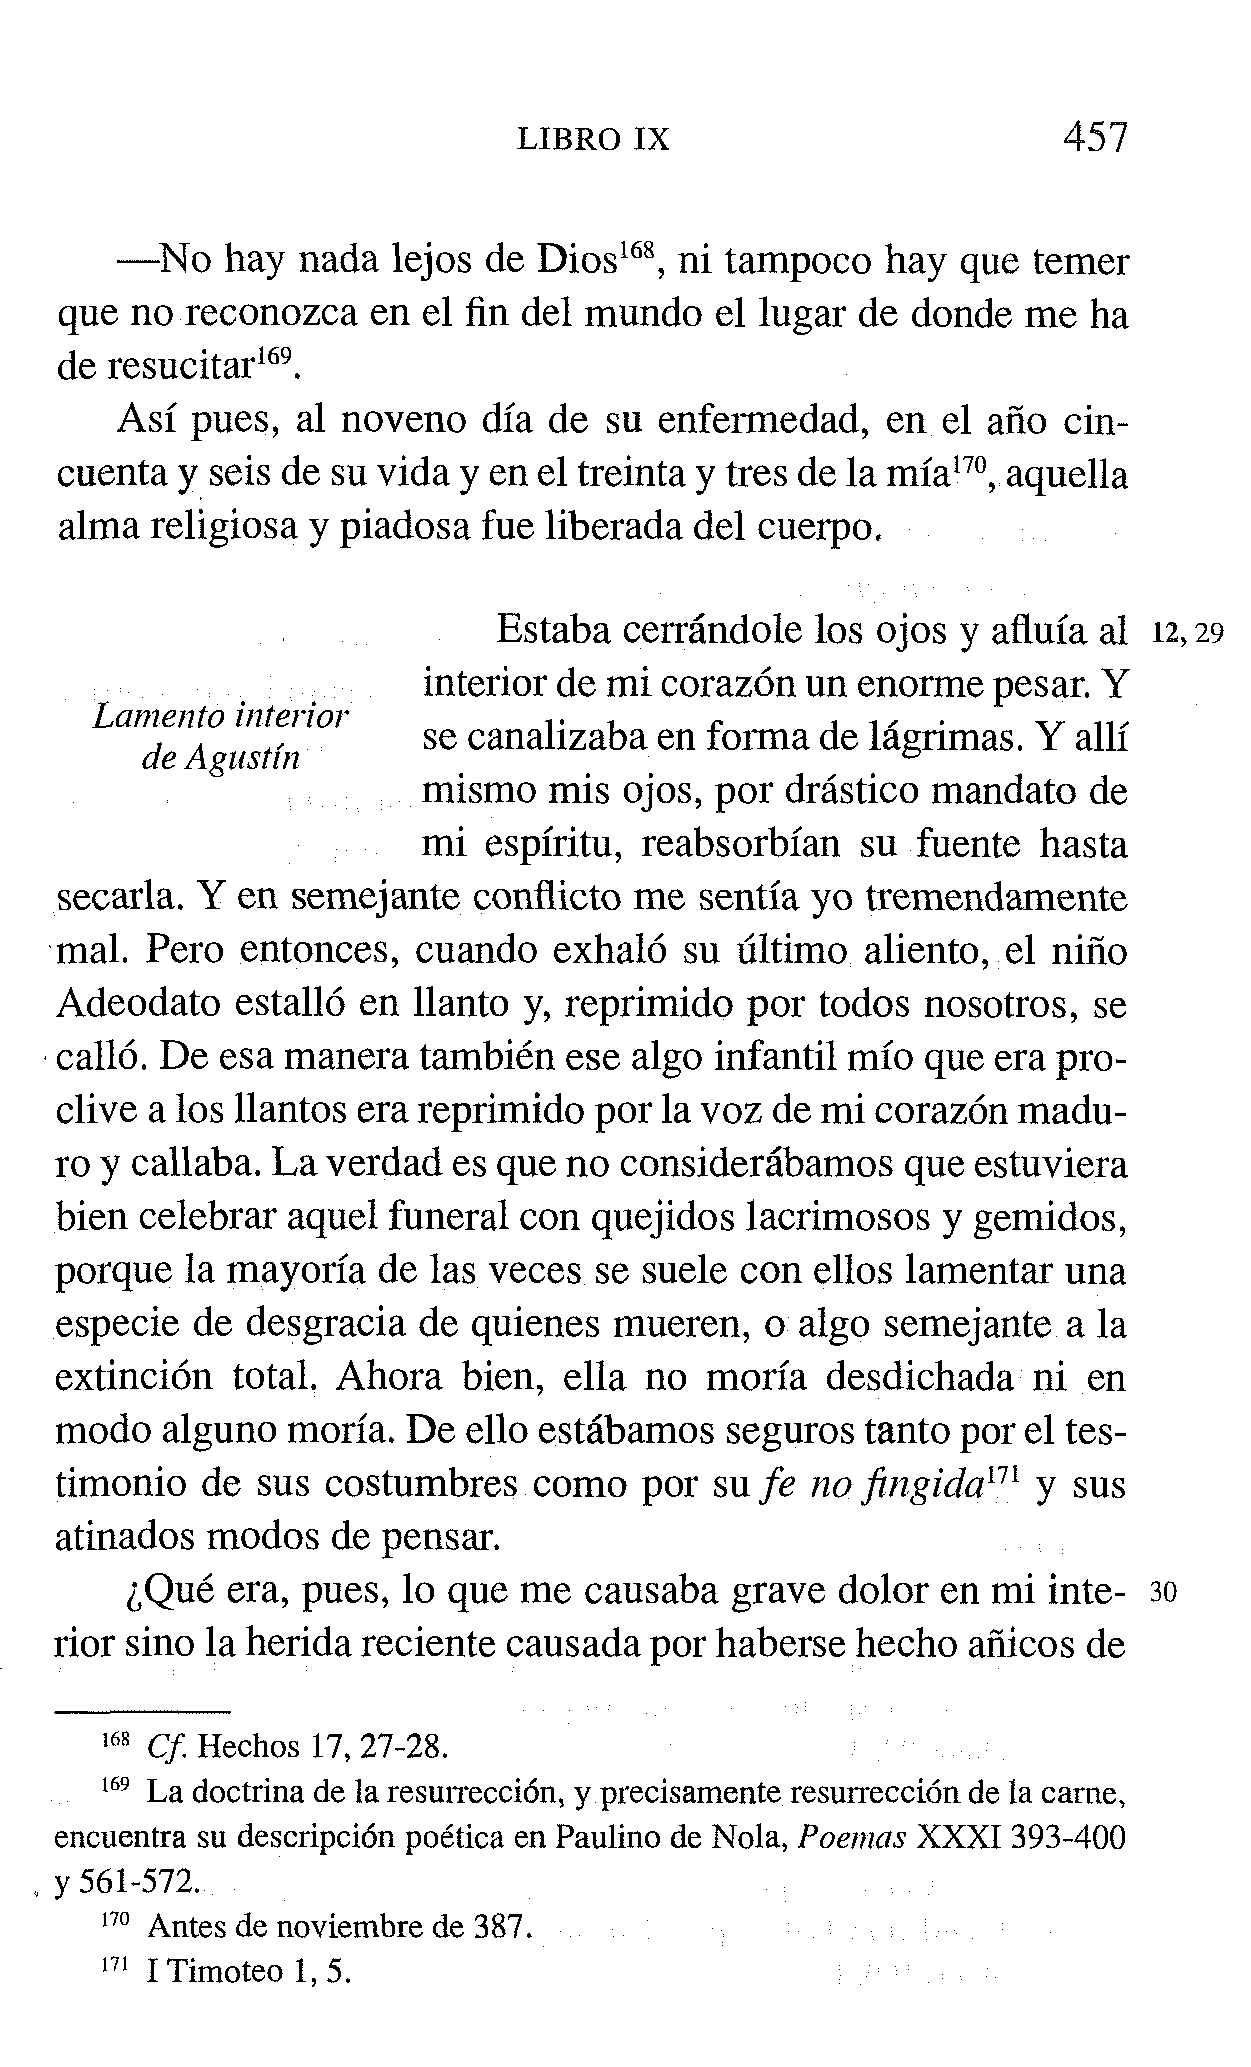 LIBRO IX 457
—No hay nada lejos de Dios¹⁶⁸, ni tampoco hay que temer
que no reconozca en el fin del mundo el lugar de donde me ha
de resucitar¹⁶⁹.
Así pues, al noveno día de su enfermedad, en el año cin-
cuenta y seis de su vida y en el treinta y tres de la mía¹⁷⁰, aquella
alma religiosa y piadosa fue liberada del cuerpo.
Lamento interior
de Agustín
Estaba cerrándole los ojos y afluía al 12, 29
interior de mi corazón un enorme pesar. Y
se canalizaba en forma de lágrimas. Y allí
mismo mis ojos, por drástico mandato de
mi espíritu, reabsorbían su fuente hasta
secarla. Y en semejante conflicto me sentía yo tremendamente
mal. Pero entonces, cuando exhaló su último aliento, el niño
Adeodato estalló en llanto y, reprimido por todos nosotros, se
calló. De esa manera también ese algo infantil mío que era pro-
clive a los llantos era reprimido por la voz de mi corazón madu-
ro y callaba. La verdad es que no considerábamos que estuviera
bien celebrar aquel funeral con quejidos lacrimosos y gemidos,
porque la mayoría de las veces se suele con ellos lamentar una
especie de desgracia de quienes mueren, o algo semejante a la
extinción total. Ahora bien, ella no moría desdichada ni en
modo alguno moría. De ello estábamos seguros tanto por el tes-
timonio de sus costumbres como por su fe no fingida¹⁷¹ y sus
atinados modos de pensar.
¿Qué era, pues, lo que me causaba grave dolor en mi inte- 30
rior sino la herida reciente causada por haberse hecho añicos de
¹⁶⁸ Cf. Hechos 17, 27-28.
¹⁶⁹ La doctrina de la resurrección, y precisamente resurrección de la carne,
encuentra su descripción poética en Paulino de Nola, Poemas XXXI 393-400
y 561-572.
¹⁷⁰ Antes de noviembre de 387.
¹⁷¹ I Timoteo 1, 5.